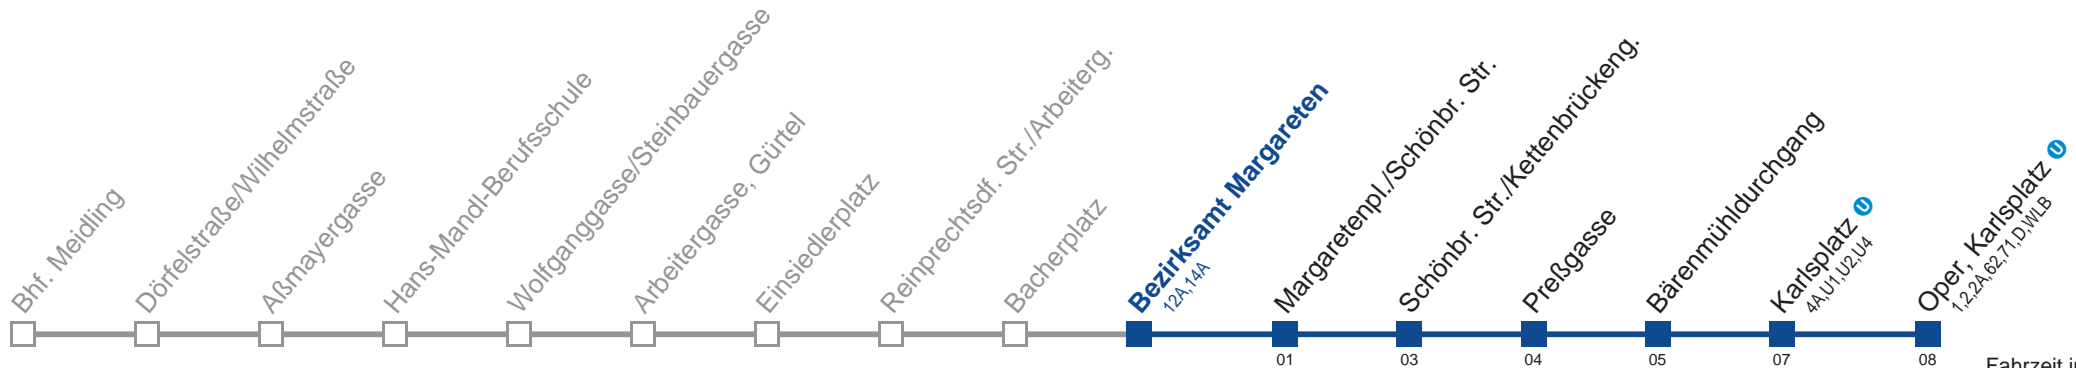 Bhf. Meidling
Dörfelstraße/Wilhelmstraße
Aßmayergasse
Hans-Mandl-Berufsschule
Wolfganggasse/Steinbauergasse
Arbeitergasse, Gürtel
Einsiedlerplatz
Reinprechtsdf. Str./Arbeiterg.
Bacherplatz
Bezirksamt Margareten
12A,14A
Margaretenpl./Schönbr. Str.
Schönbr. Str./Kettenbrückeng.
Preßgasse
Bärenmühldurchgang
Karlsplatz U
4A,U1,U2,U4
Oper, Karlsplatz U
1,2,2A,62,71,D,WLB
01
03
04
05
07
08
Fahrzeit i